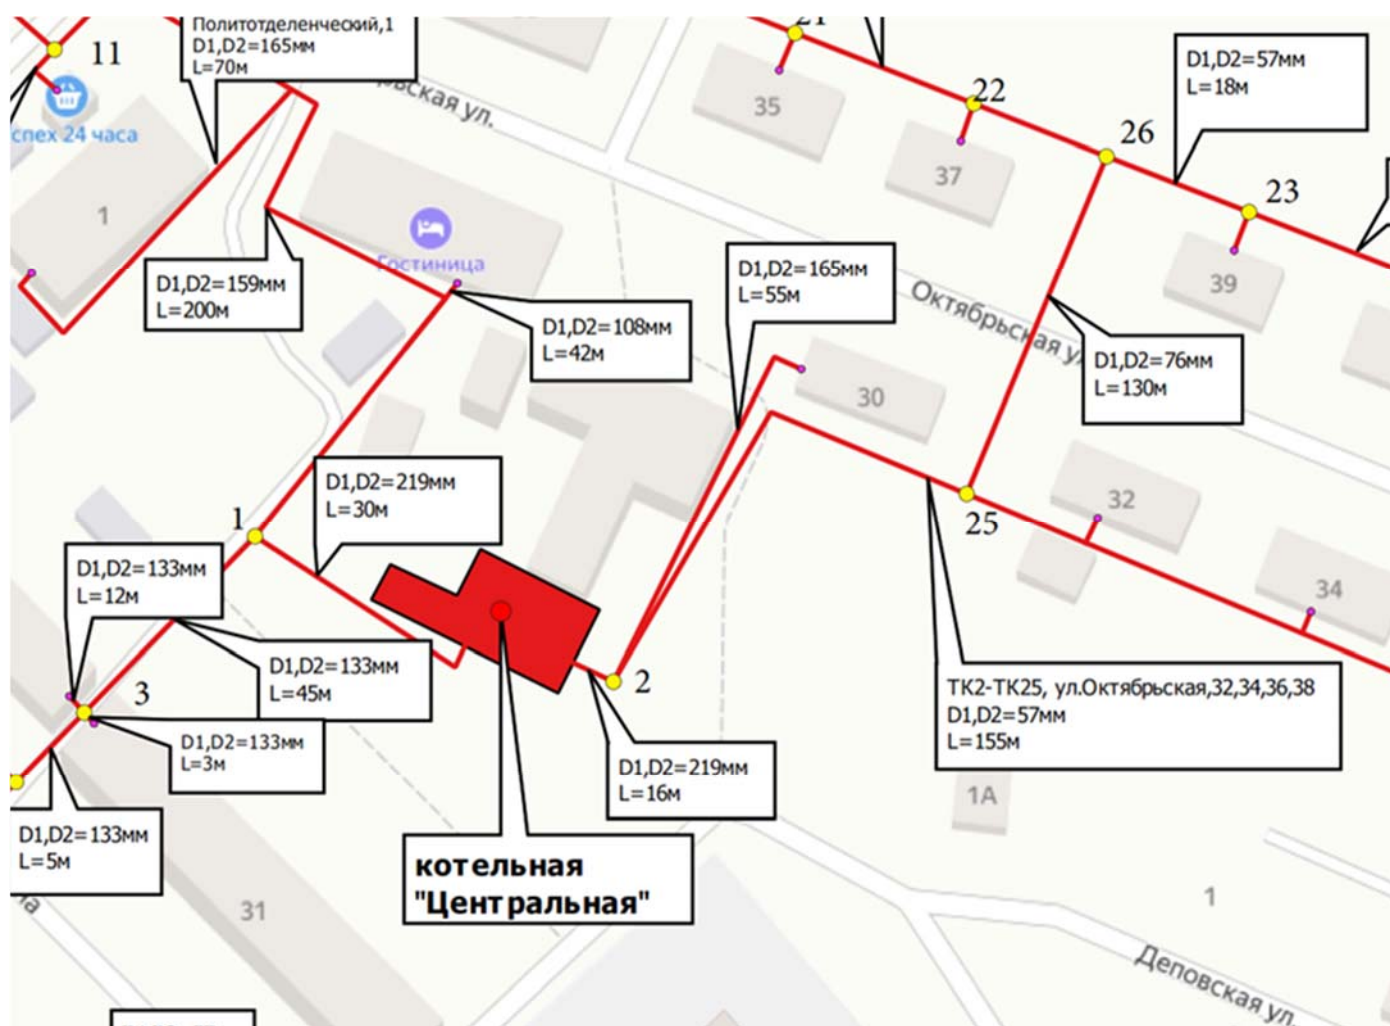 Политотделенческий,1
D1,D2=165мм
L=70м
11
21
22
26
23
D1,D2=57мм
L=18м
35
37
39
спех 24 часа
рьская ул.
1
Гостиница
D1,D2=159мм
L=200м
D1,D2=108мм
L=42м
D1,D2=165мм
L=55м
Октябрьская у
D1,D2=76мм
L=130м
30
25
32
34
D1,D2=219мм
L=30м
1
D1,D2=133мм
L=12м
D1,D2=133мм
L=45м
3
D1,D2=133мм
L=3м
2
ТК2-ТК25, ул.Октябрьская,32,34,36,38
D1,D2=57мм
L=155м
D1,D2=219мм
L=16м
1А
D1,D2=133мм
L=5м
котельная
"Центральная"
31
1
Деповская ул.
на